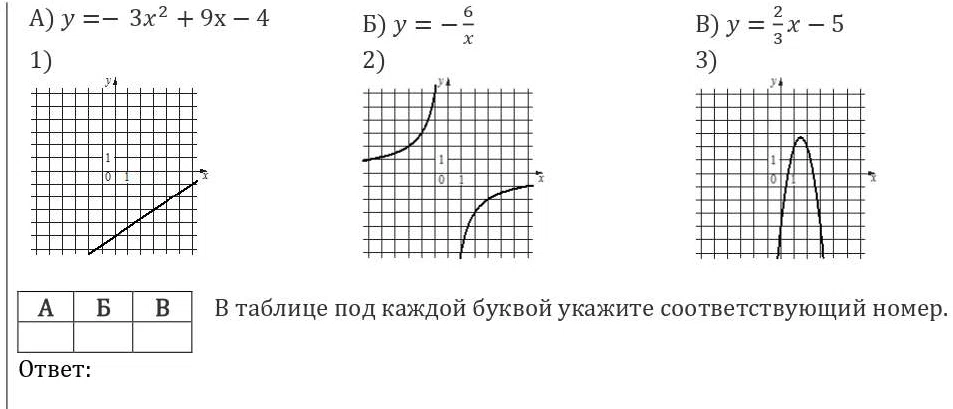 А) y =− 3x² + 9x − 4 Б) y = −6/x В) y = 2/3 x − 5
1) 2) 3)
y y y
1 1 1
0 1 x 0 1 x 0 1 x
А Б В
В таблице под каждой буквой укажите соответствующий номер.
Ответ: